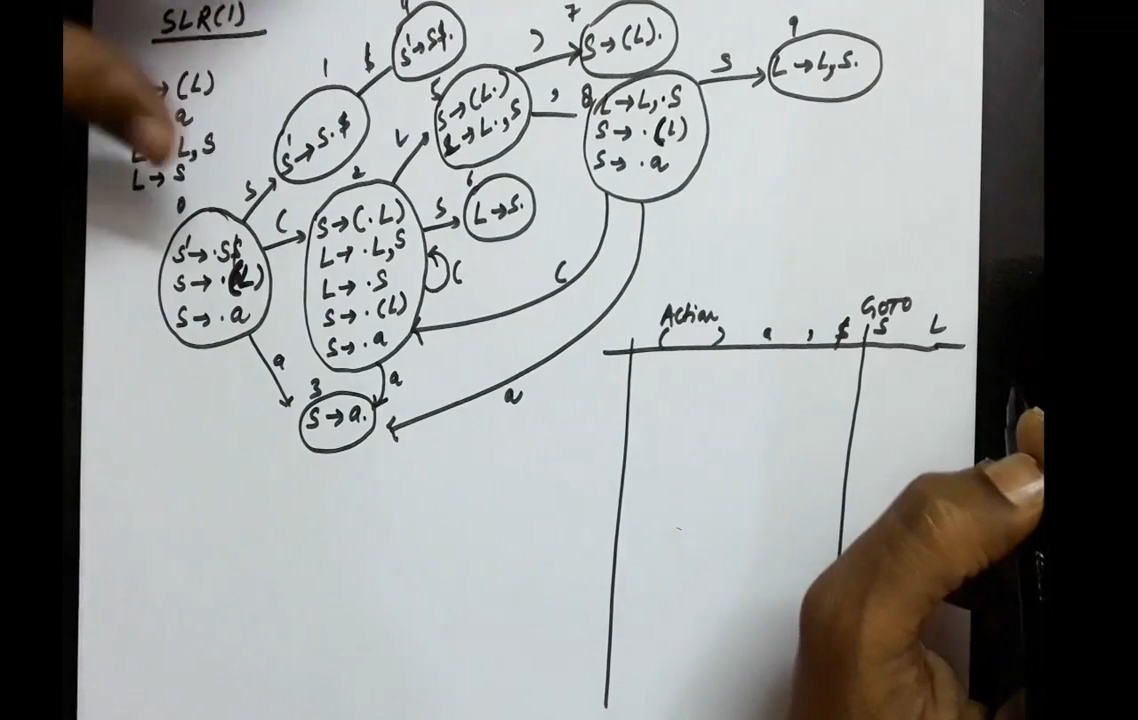 SLR(1)
→ (L)
a
L, S
L → S
0
S' → .S$
S → .(L)
S → .a
S
(
a
1
S' → S.$
$
4
S' → S$.
2
S → (.L)
L → .L,S
L → .S
S → .(L)
S → .a
L
S
(
a
3
S → a.
5
S → (L.)
L → L.,S
)
,
6
L → S.
7
S → (L).
8
L → L,.S
S → .(L)
S → .a
S
(
a
9
L → L,S.
Action GOTO
( ) a , $ S L